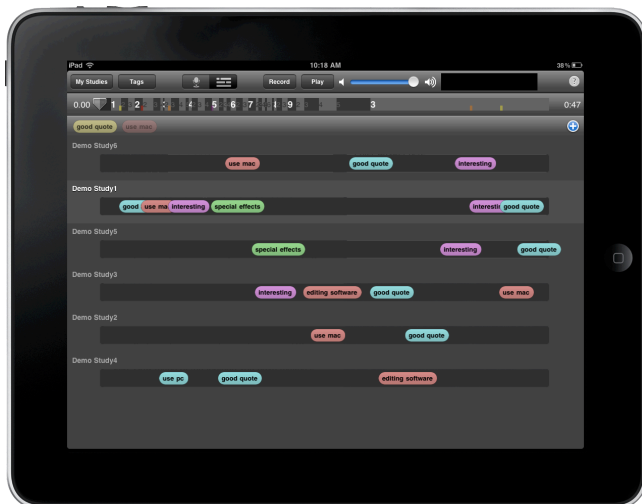 iPad 10:18 AM 38%
My Studies Tags Record Play ?
0.00 1 2 3 4 5 6 7 8 9 3 0:47
good quote use mac
Demo Study6
use mac good quote interesting
Demo Study1
good use ma interesting special effects interesti good quote
Demo Study5
special effects interesting good quote
Demo Study3
interesting editing software good quote use mac
Demo Study2
use mac good quote
Demo Study4
use pc good quote editing software